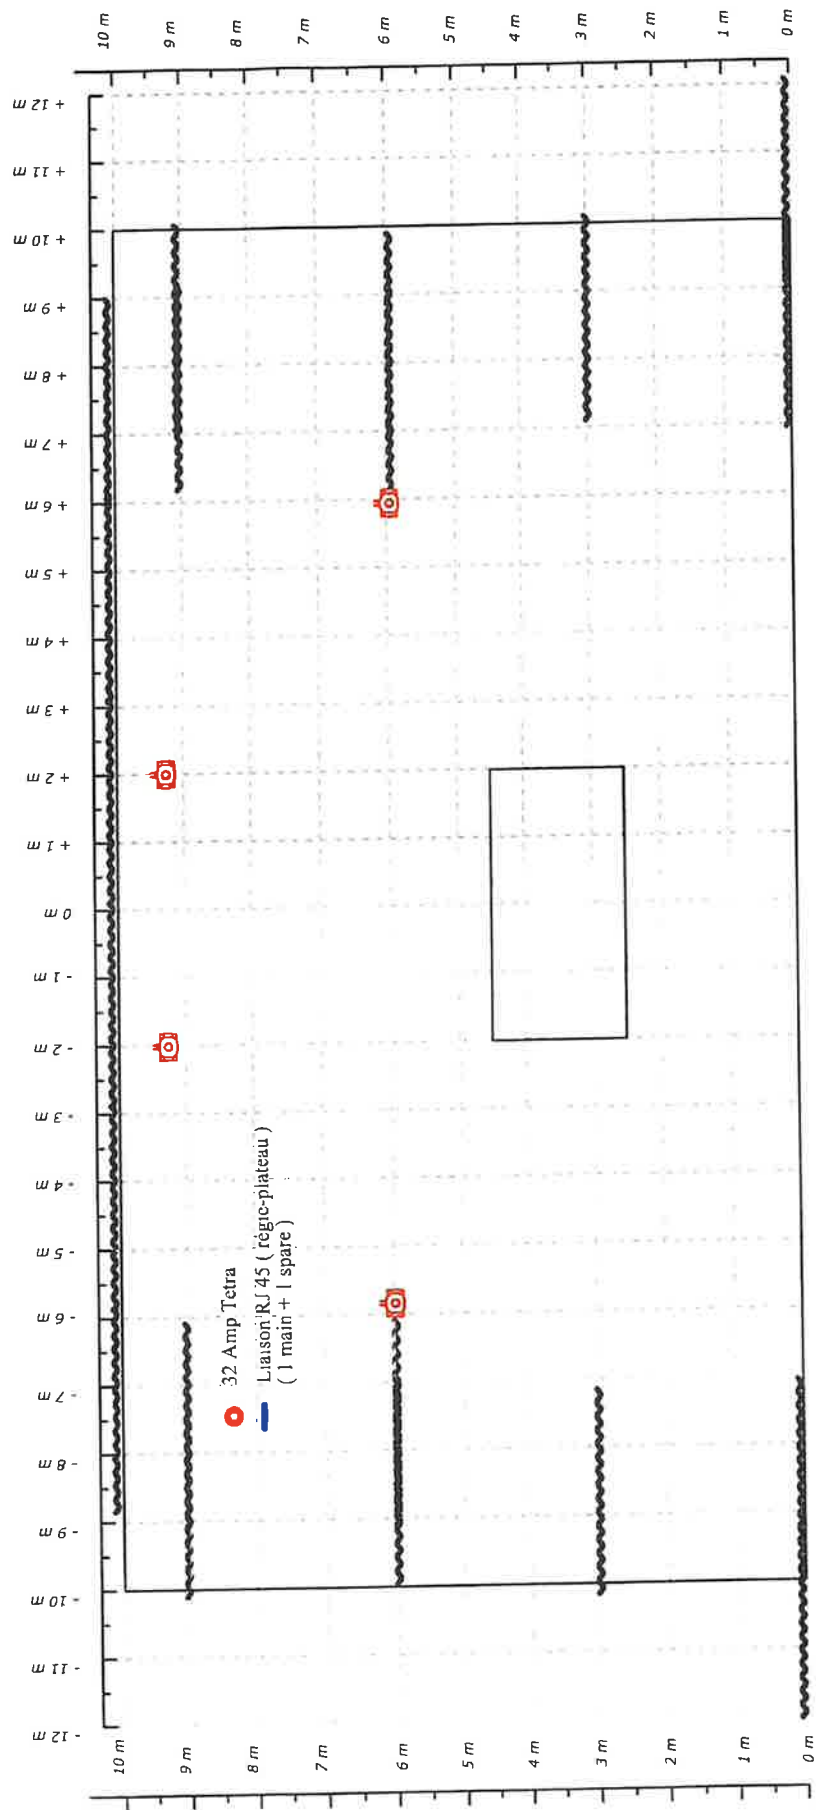 10 m
9 m
8 m
7 m
6 m
5 m
4 m
3 m
2 m
1 m
0 m
+ 12 m
+ 11 m
+ 10 m
+ 9 m
+ 8 m
+ 7 m
+ 6 m
+ 5 m
+ 4 m
+ 3 m
+ 2 m
+ 1 m
0 m
- 1 m
- 2 m
- 3 m
- 4 m
- 5 m
- 6 m
- 7 m
- 8 m
- 9 m
- 10 m
- 11 m
- 12 m
32 Amp Tetra
Liaison RJ 45 ( régie-plateau )
( 1 main + 1 spare )
10 m
9 m
8 m
7 m
6 m
5 m
4 m
3 m
2 m
1 m
0 m